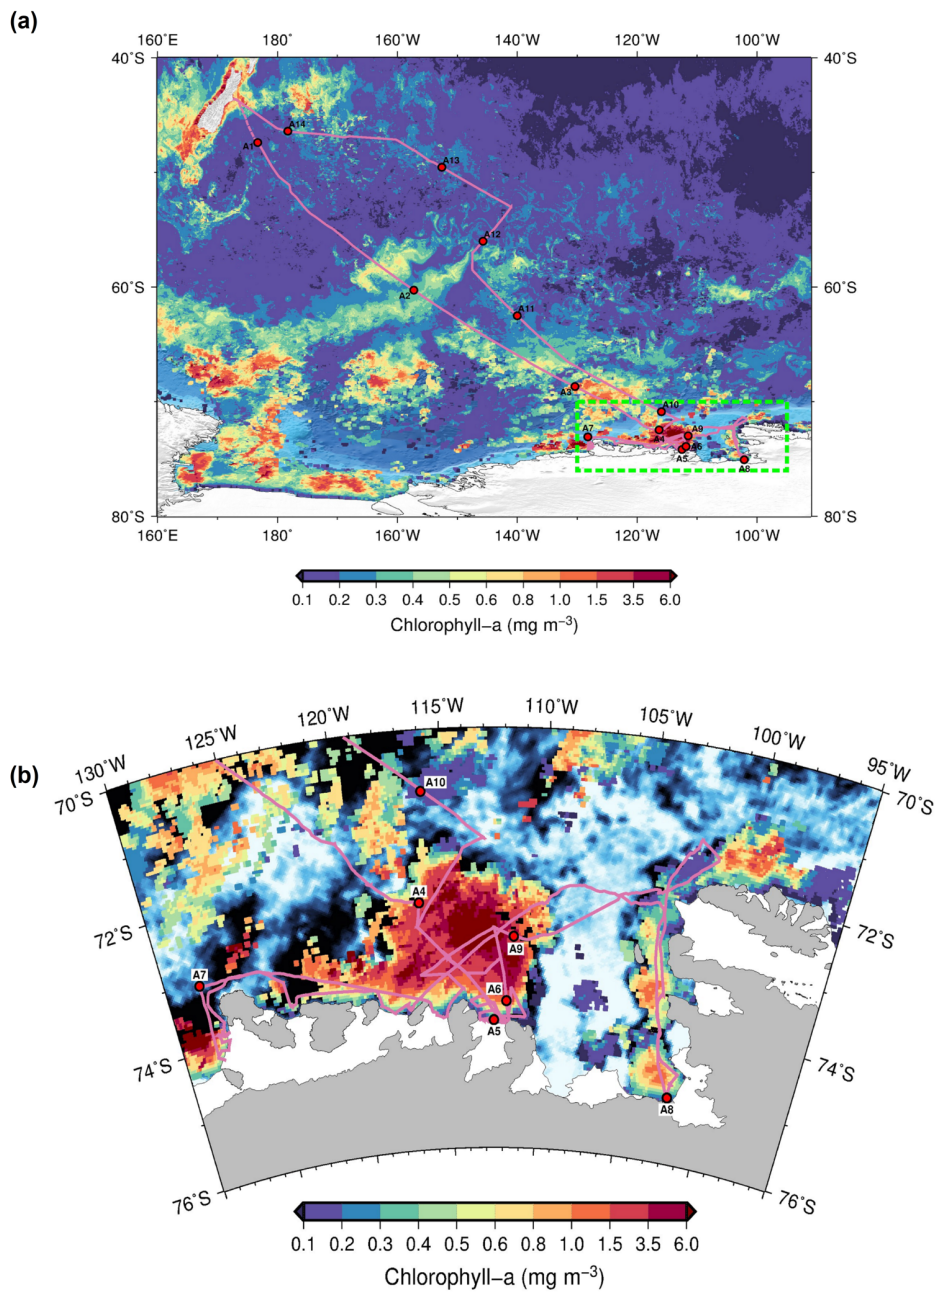 (a)
160˚E 180˚ 160˚W 140˚W 120˚W 100˚W
40˚S 40˚S
A14
A1
A13
A12
60˚S 60˚S
A2
A11
A3
A10
A7 A4 A9
A6
A5
A8
80˚S 80˚S
160˚E 180˚ 160˚W 140˚W 120˚W 100˚W
0.1 0.2 0.3 0.4 0.5 0.6 0.8 1.0 1.5 3.5 6.0
Chlorophyll−a (mg m−3)
(b)
130˚W 125˚W 120˚W 115˚W 110˚W 105˚W 100˚W 95˚W
70˚S 70˚S
A10
A4
72˚S 72˚S
A9
A7
A6
A5
74˚S 74˚S
A8
76˚S 76˚S
0.1 0.2 0.3 0.4 0.5 0.6 0.8 1.0 1.5 3.5 6.0
Chlorophyll−a (mg m−3)